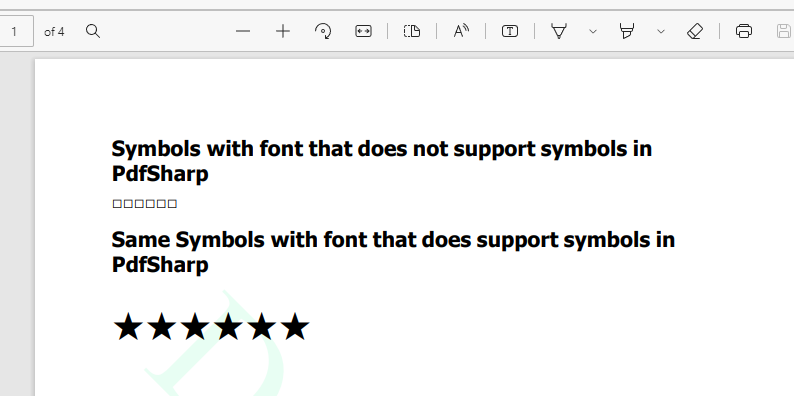 1 of 4
Symbols with font that does not support symbols in
PdfSharp
□□□□□□
Same Symbols with font that does support symbols in
PdfSharp
★★★★★★
D